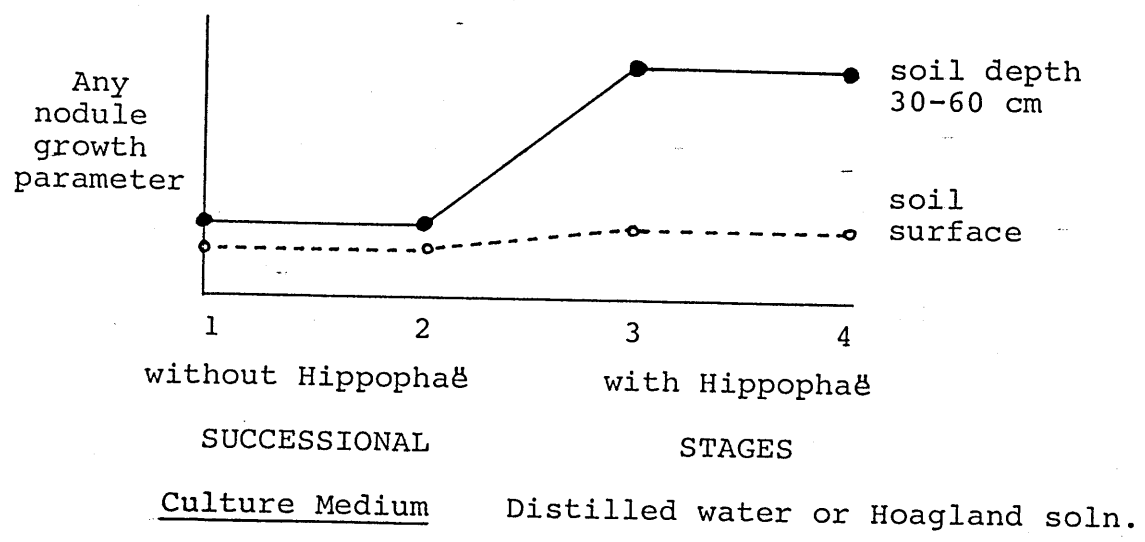 Any
nodule
growth
parameter
soil depth
30-60 cm
soil
surface
1 2 3 4
without Hippophaë with Hippophaë
SUCCESSIONAL STAGES
Culture Medium Distilled water or Hoagland soln.